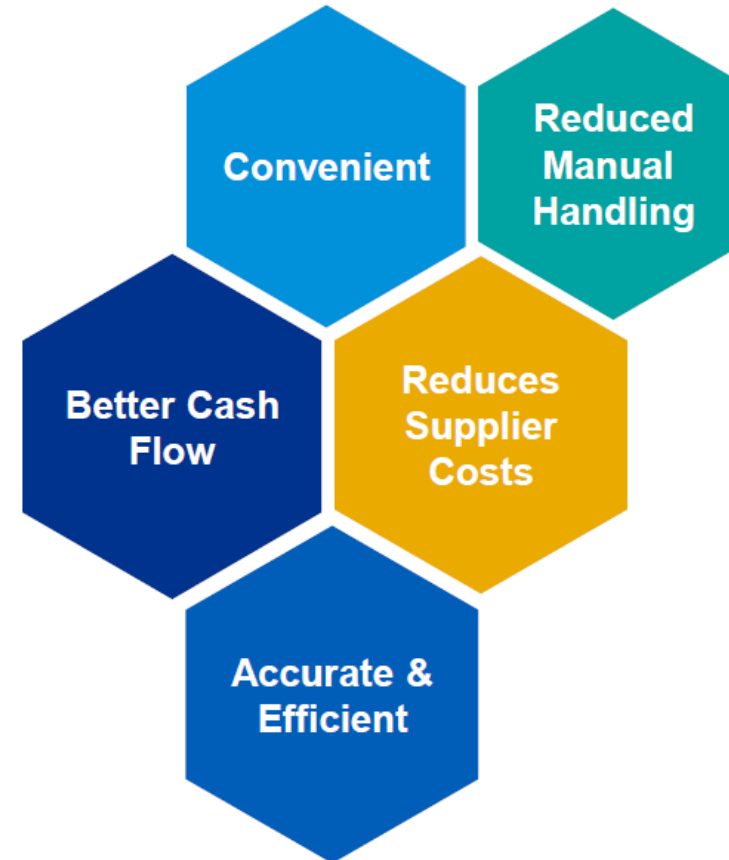 Convenient
Reduced
Manual
Handling
Better Cash
Flow
Reduces
Supplier
Costs
Accurate &
Efficient